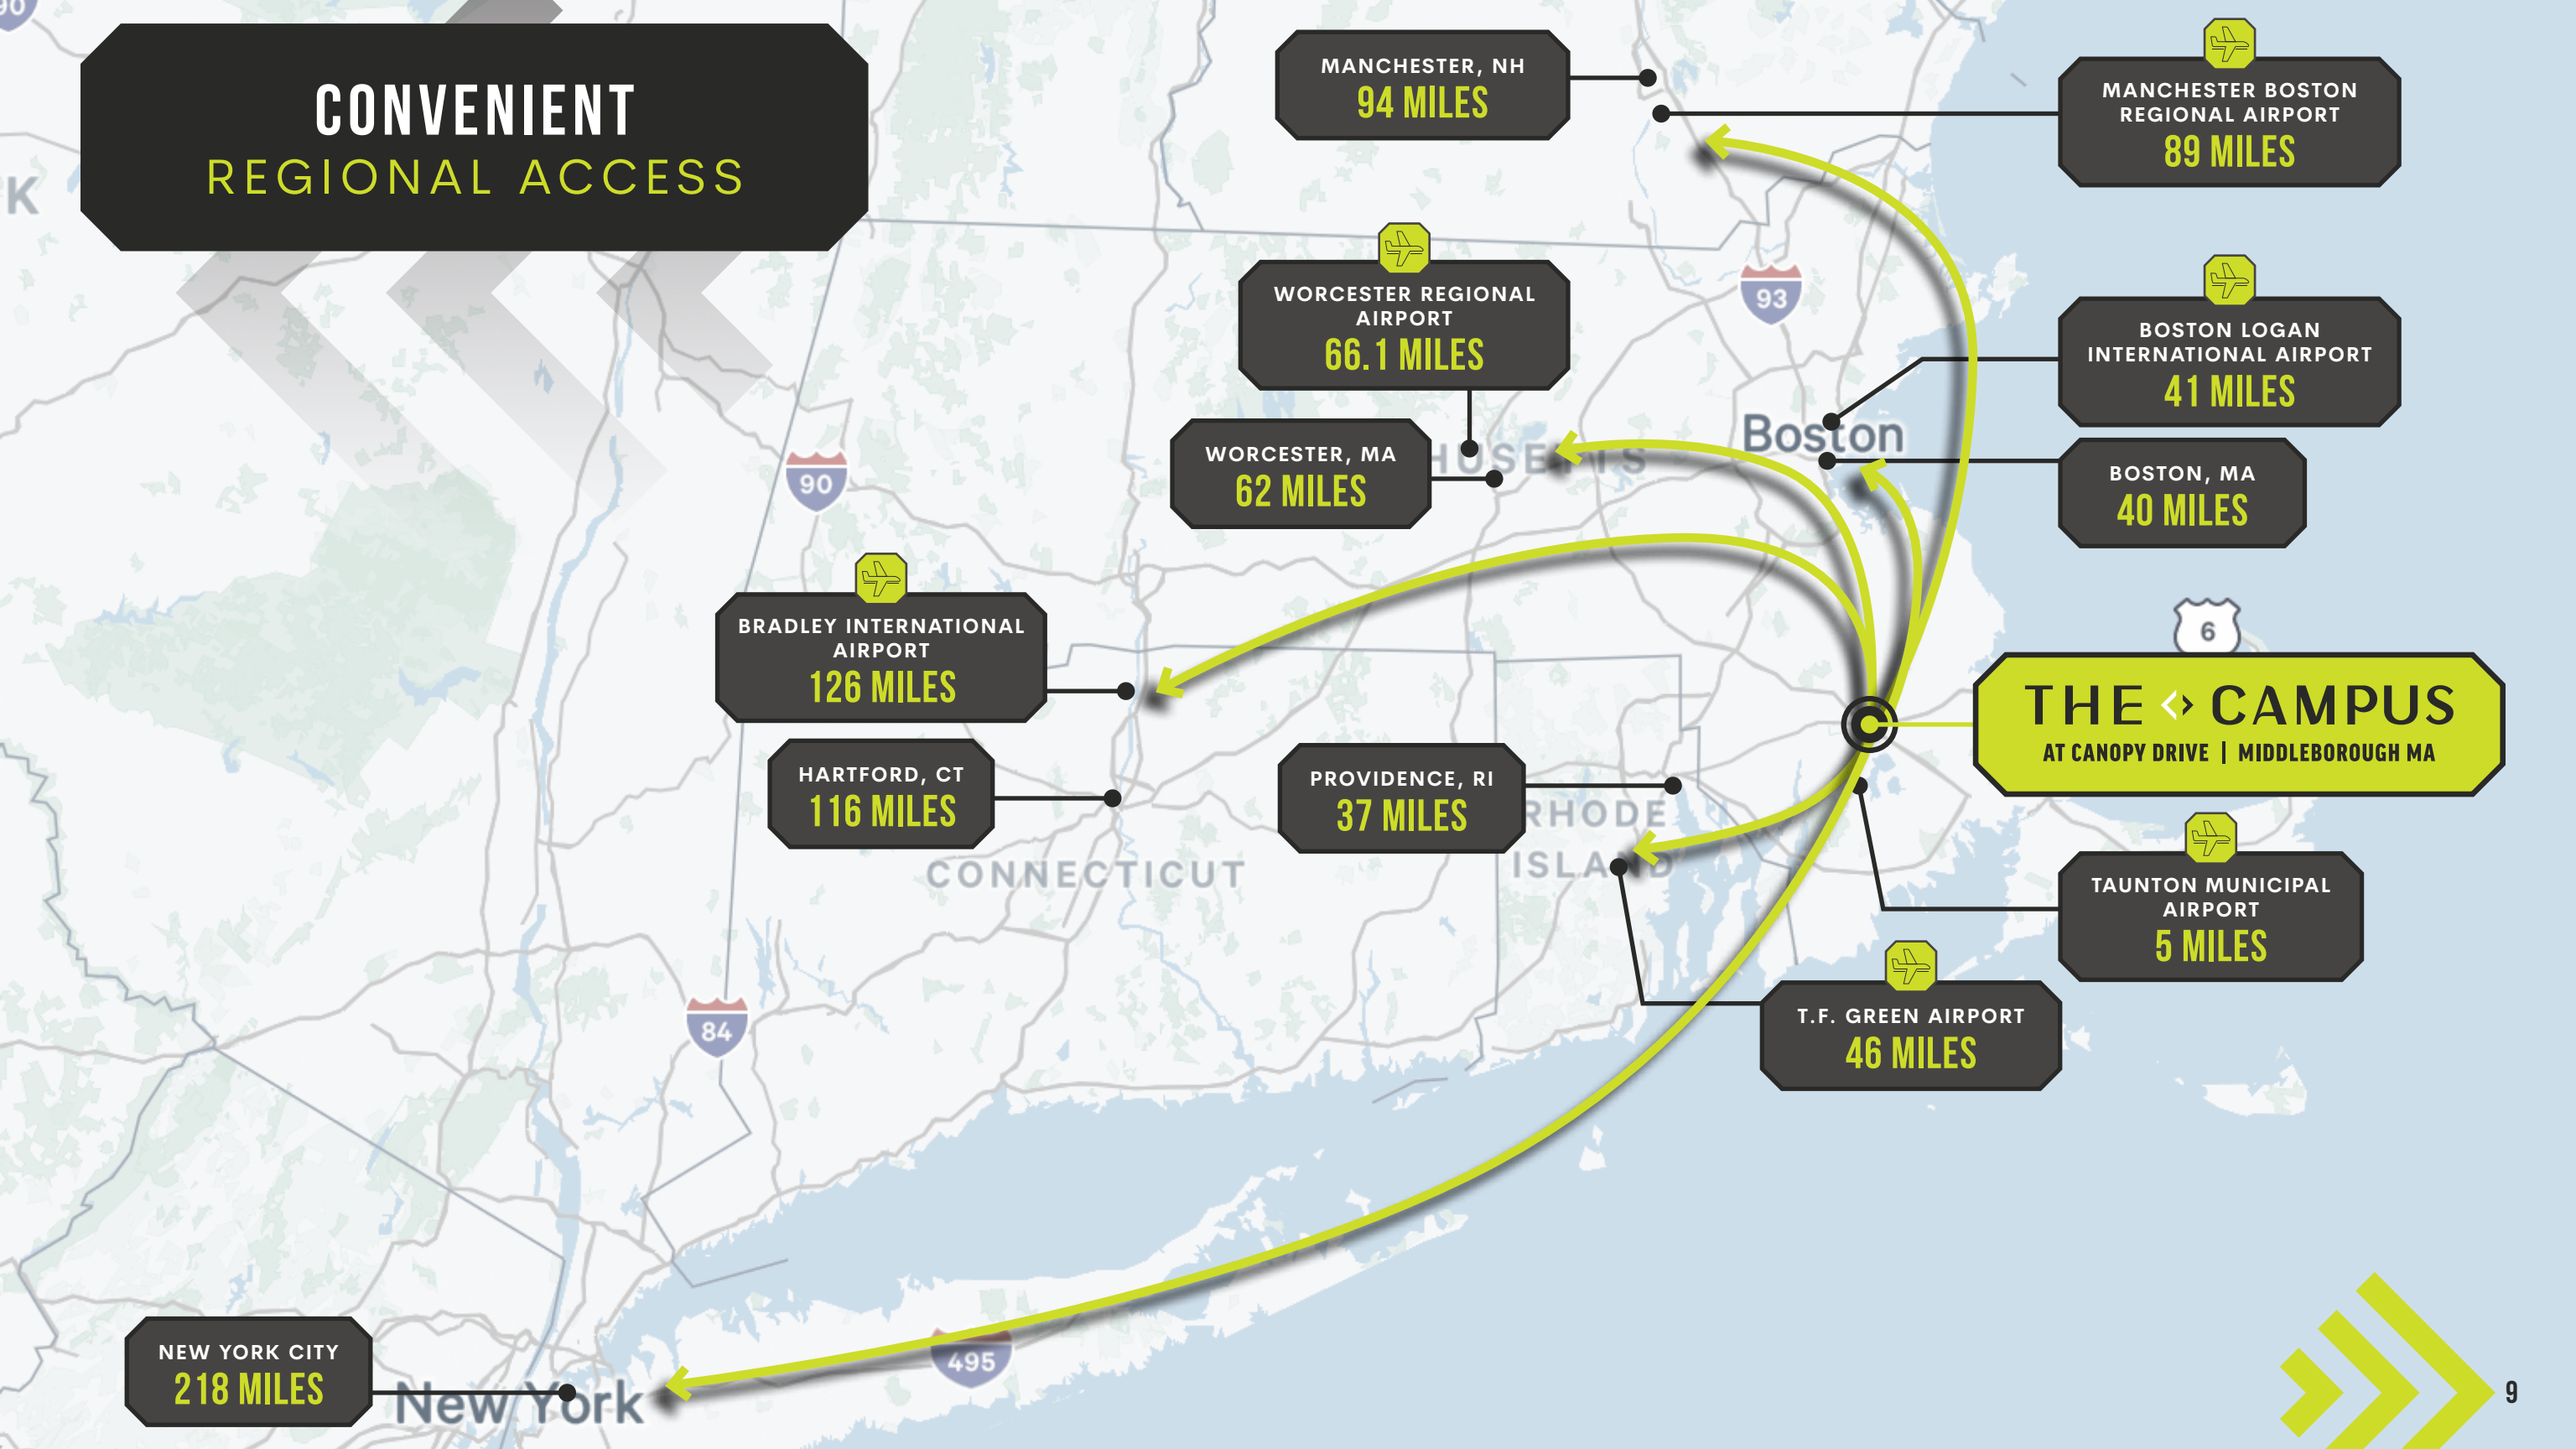 90
K
CONVENIENT
REGIONAL ACCESS
MANCHESTER, NH
94 MILES
MANCHESTER BOSTON
REGIONAL AIRPORT
89 MILES
WORCESTER REGIONAL
AIRPORT
66.1 MILES
93
BOSTON LOGAN
INTERNATIONAL AIRPORT
41 MILES
Boston
WORCESTER, MA
62 MILES
HUSETTS
BOSTON, MA
40 MILES
90
BRADLEY INTERNATIONAL
AIRPORT
126 MILES
6
THE CAMPUS
AT CANOPY DRIVE | MIDDLEBOROUGH MA
HARTFORD, CT
116 MILES
PROVIDENCE, RI
37 MILES
RHODE
ISLAND
CONNECTICUT
TAUNTON MUNICIPAL
AIRPORT
5 MILES
84
T.F. GREEN AIRPORT
46 MILES
495
NEW YORK CITY
218 MILES
New York
9